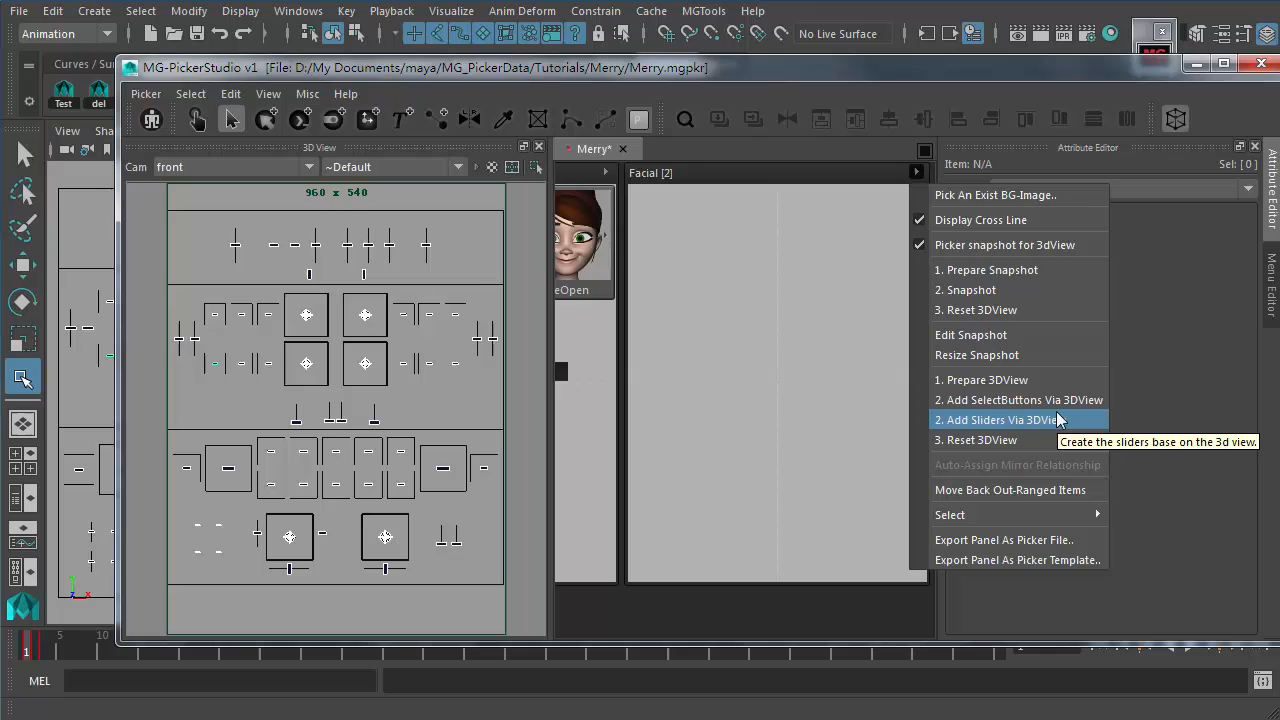 File Edit Create Select Modify Display Windows Key Playback Visualize Anim Deform Constrain Cache MGTools Help
Animation
No Live Surface
MG
MG-PickerStudio v1 [File: D:/My Documents/maya/MG_PickerData/Tutorials/Merry/Merry.mgpkr]
Curves / Su
Test
del
Picker Select Edit View Misc Help
View Sha
3D View
Cam front
~Default
960 x 540
Merry*
eOpen
Facial [2]
Pick An Exist BG-Image..
Display Cross Line
Picker snapshot for 3dView
1. Prepare Snapshot
2. Snapshot
3. Reset 3DView
Edit Snapshot
Resize Snapshot
1. Prepare 3DView
2. Add SelectButtons Via 3DView
2. Add Sliders Via 3DVie
3. Reset 3DView
Create the sliders base on the 3d view.
Auto-Assign Mirror Relationship
Move Back Out-Ranged Items
Select
Export Panel As Picker File..
Export Panel As Picker Template..
Attribute Editor
Item: N/A
Sel: [ 0 ]
Attribute Editor
Menu Editor
z x
1
5
10
MEL